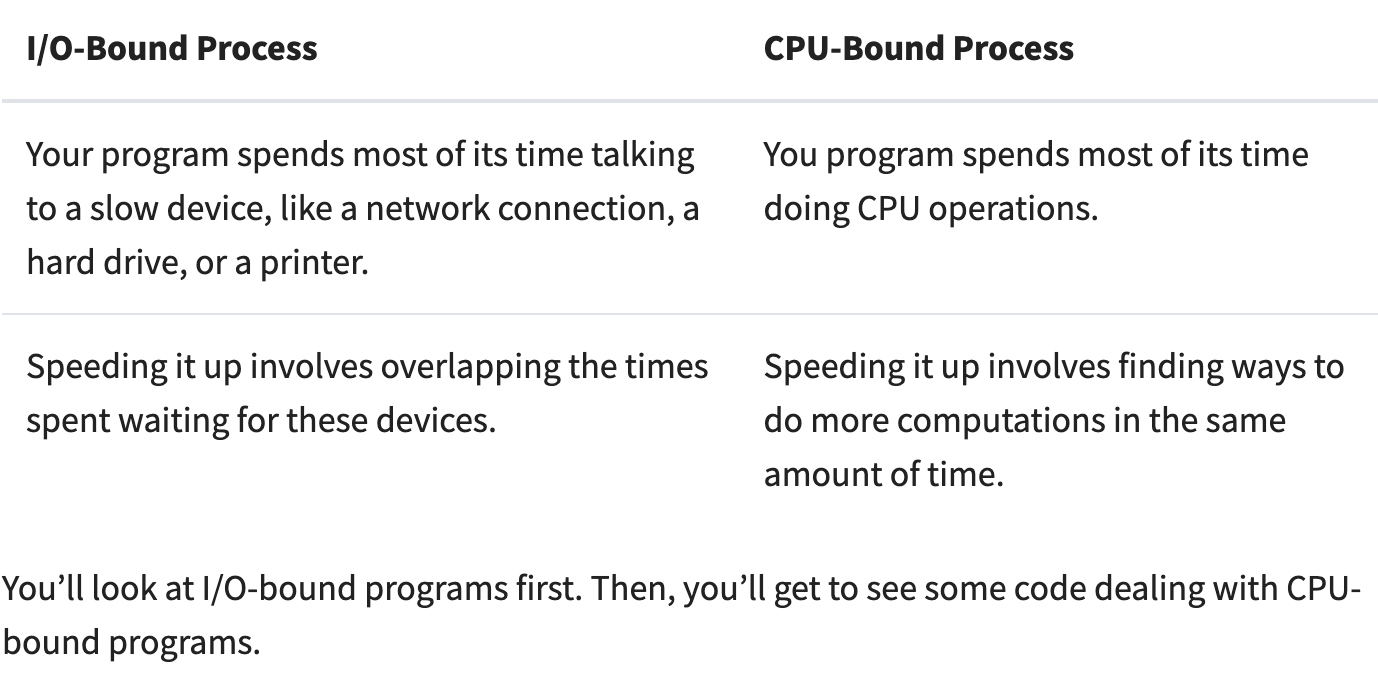 I/O-Bound Process
CPU-Bound Process
Your program spends most of its time talking
to a slow device, like a network connection, a
hard drive, or a printer.
You program spends most of its time
doing CPU operations.
Speeding it up involves overlapping the times
spent waiting for these devices.
Speeding it up involves finding ways to
do more computations in the same
amount of time.
You’ll look at I/O-bound programs first. Then, you’ll get to see some code dealing with CPU-
bound programs.